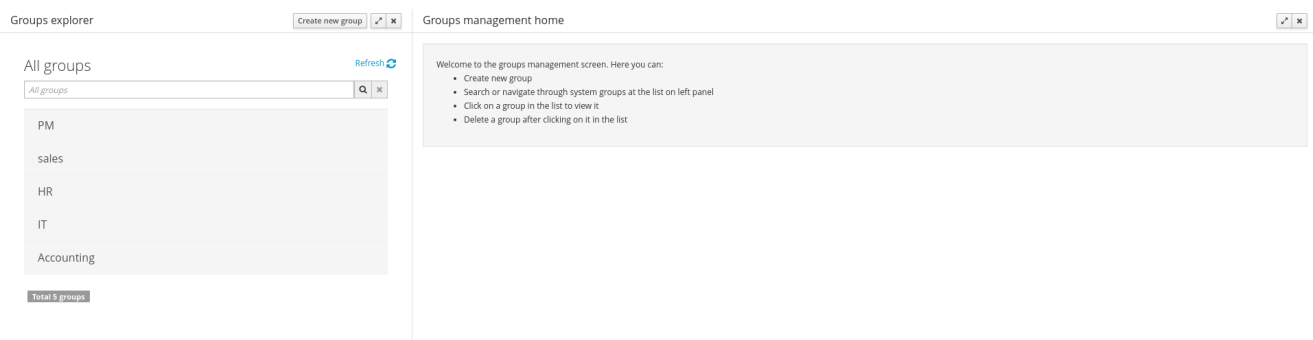 Groups explorer
Create new group
All groups
Refresh
All groups
PM
sales
HR
IT
Accounting
Total 5 groups
Groups management home
Welcome to the groups management screen. Here you can:
Create new group
Search or navigate through system groups at the list on left panel
Click on a group in the list to view it
Delete a group after clicking on it in the list